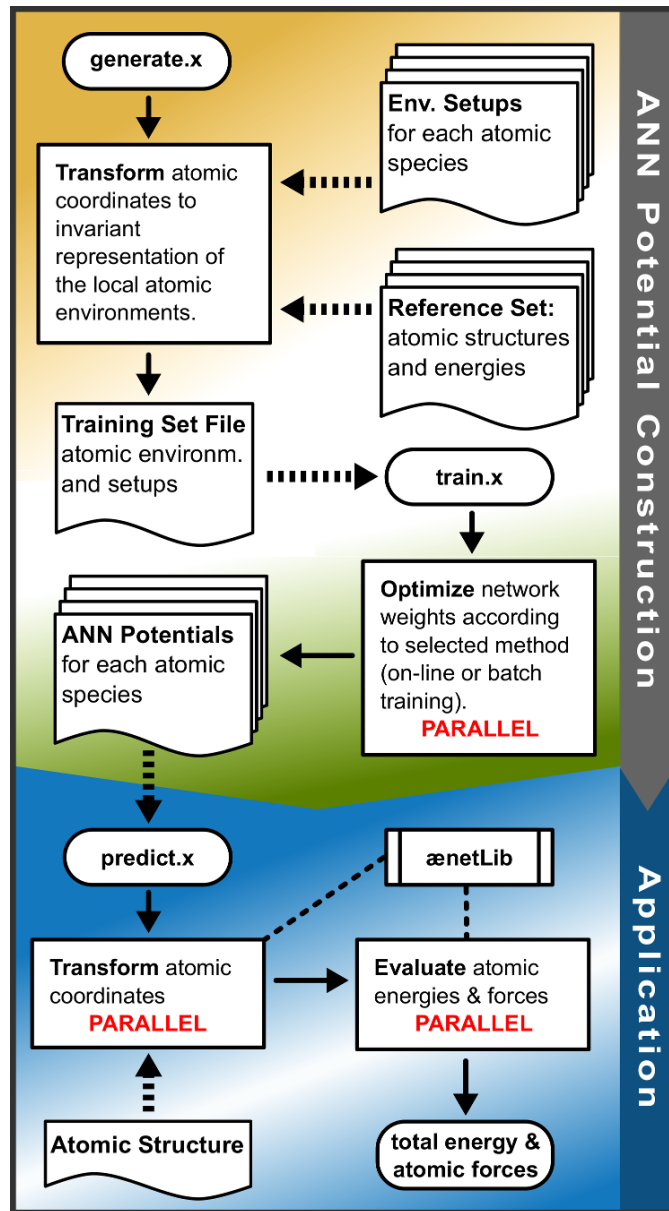 generate.x
Env. Setups
for each atomic
species
Transform atomic
coordinates to
invariant
representation of
the local atomic
environments.
Reference Set:
atomic structures
and energies
Training Set File
atomic environm.
and setups
train.x
Optimize network
weights according
to selected method
(on-line or batch
training).
PARALLEL
ANN Potentials
for each atomic
species
ANN Potential Construction
predict.x
ænetLib
Transform atomic
coordinates
PARALLEL
Evaluate atomic
energies & forces
PARALLEL
Atomic Structure
total energy &
atomic forces
Application